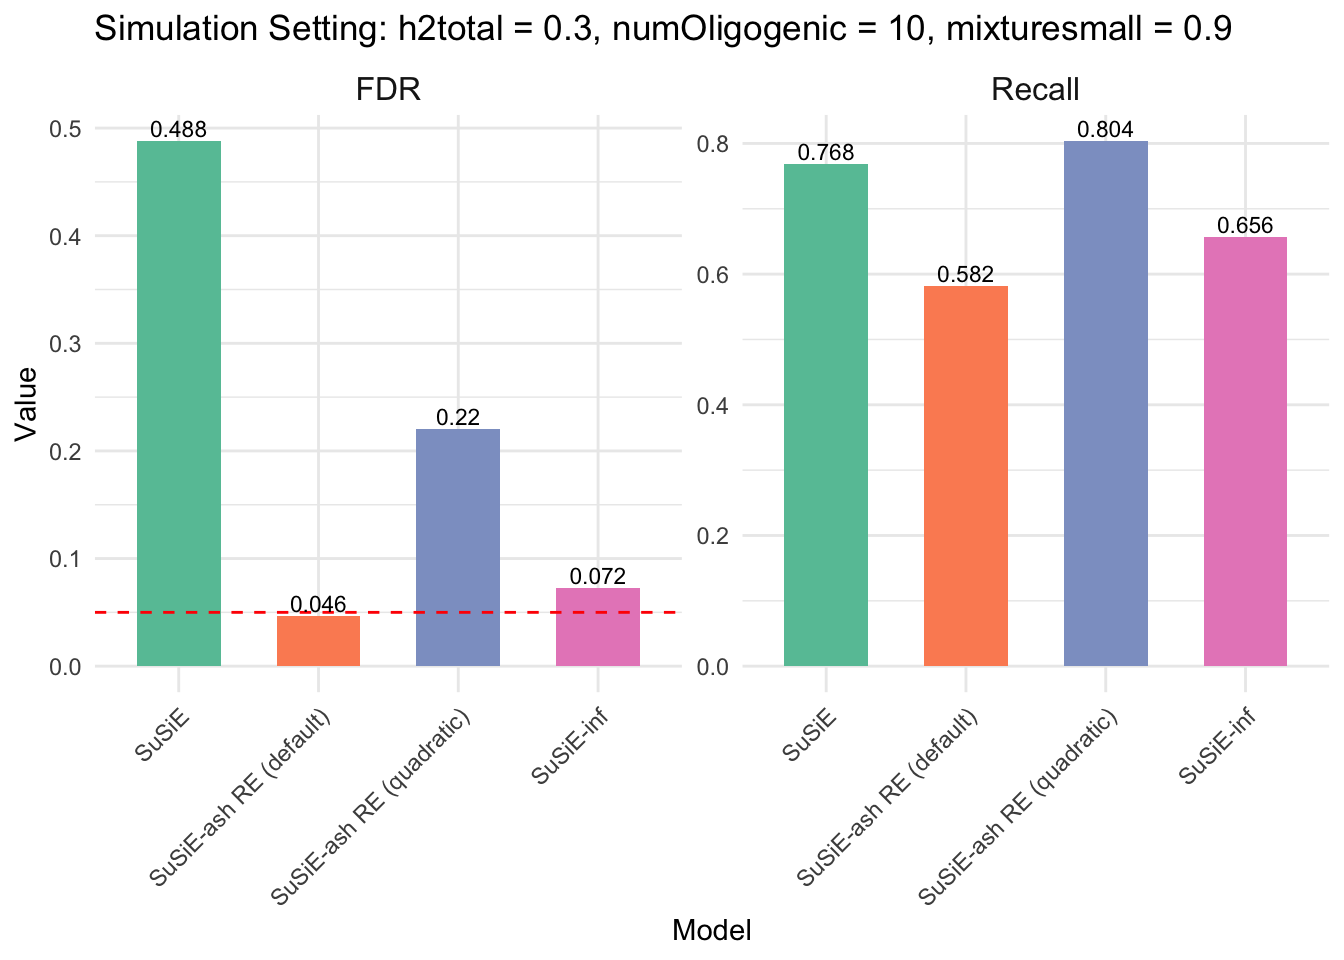 Simulation Setting: h2total = 0.3, numOligogenic = 10, mixturesmall = 0.9
FDR
Recall
Value
0.5
0.4
0.3
0.2
0.1
0.0
0.488
0.046
0.22
0.072
0.8
0.6
0.4
0.2
0.0
0.768
0.582
0.804
0.656
SuSiE
SuSiE-ash RE (default)
SuSiE-ash RE (quadratic)
SuSiE-inf
SuSiE
SuSiE-ash RE (default)
SuSiE-ash RE (quadratic)
SuSiE-inf
Model